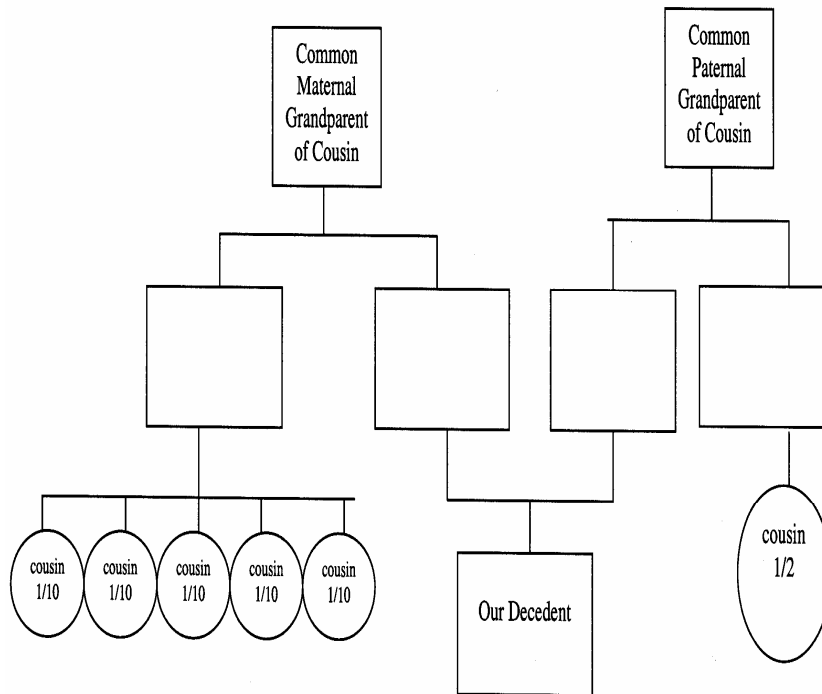 Common
Maternal
Grandparent
of Cousin
Common
Paternal
Grandparent
of Cousin
cousin
1/10
cousin
1/10
cousin
1/10
cousin
1/10
cousin
1/10
Our Decedent
cousin
1/2